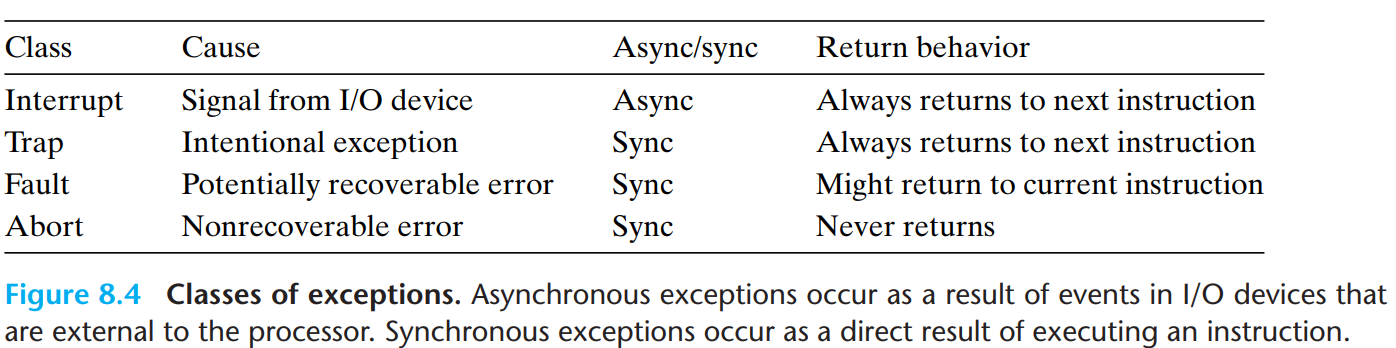 Class Cause Async/sync Return behavior
Interrupt Signal from I/O device Async Always returns to next instruction
Trap Intentional exception Sync Always returns to next instruction
Fault Potentially recoverable error Sync Might return to current instruction
Abort Nonrecoverable error Sync Never returns
Figure 8.4 Classes of exceptions. Asynchronous exceptions occur as a result of events in I/O devices that
are external to the processor. Synchronous exceptions occur as a direct result of executing an instruction.